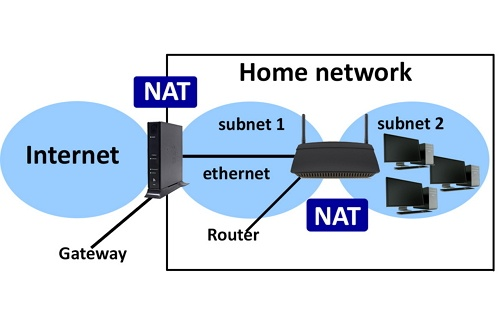 Home network
NAT
subnet 1
subnet 2
Internet
ethernet
NAT
Router
Gateway